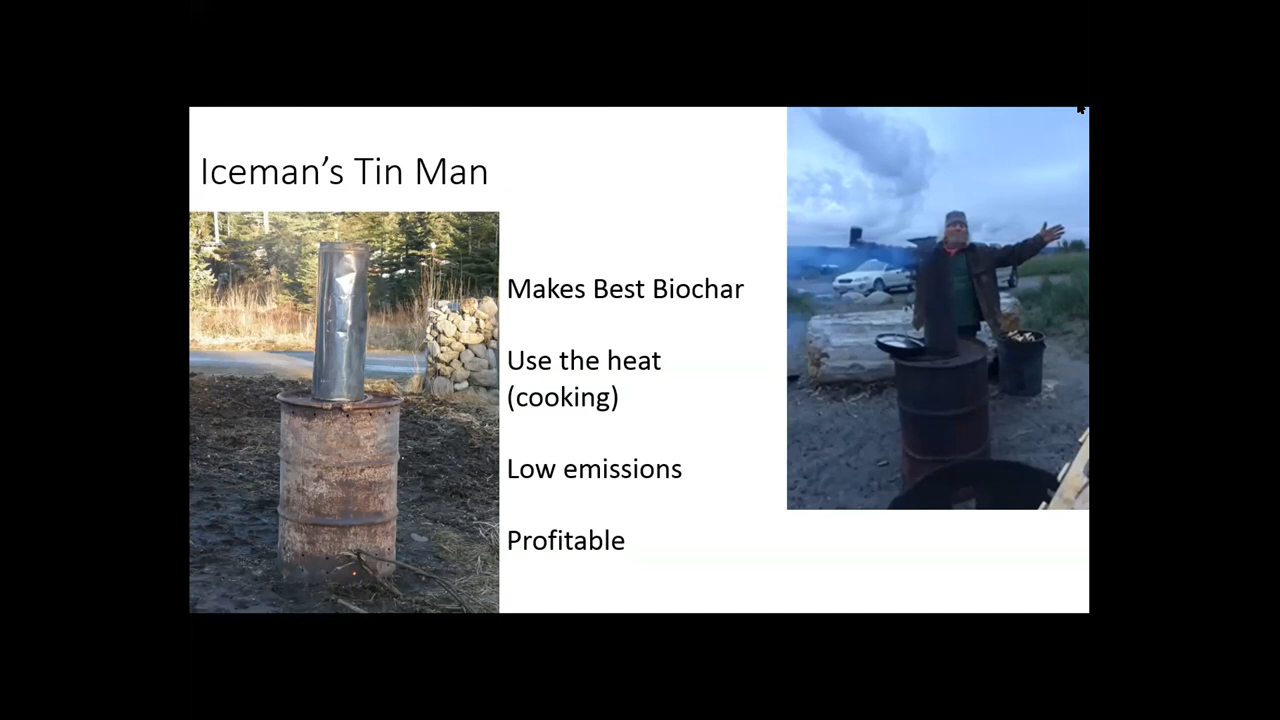 Iceman’s Tin Man
Makes Best Biochar
Use the heat
(cooking)
Low emissions
Profitable